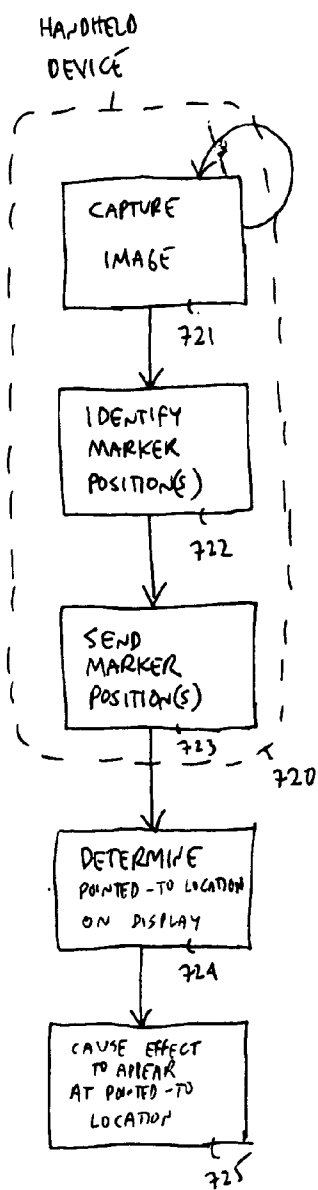 HANDHELD
DEVICE
CAPTURE
IMAGE
721
IDENTIFY
MARKER
POSITION(S)
722
SEND
MARKER
POSITION(S)
723
720
DETERMINE
POINTED-TO LOCATION
ON DISPLAY
724
CAUSE EFFECT
TO APPEAR
AT POINTED-TO
LOCATION
725